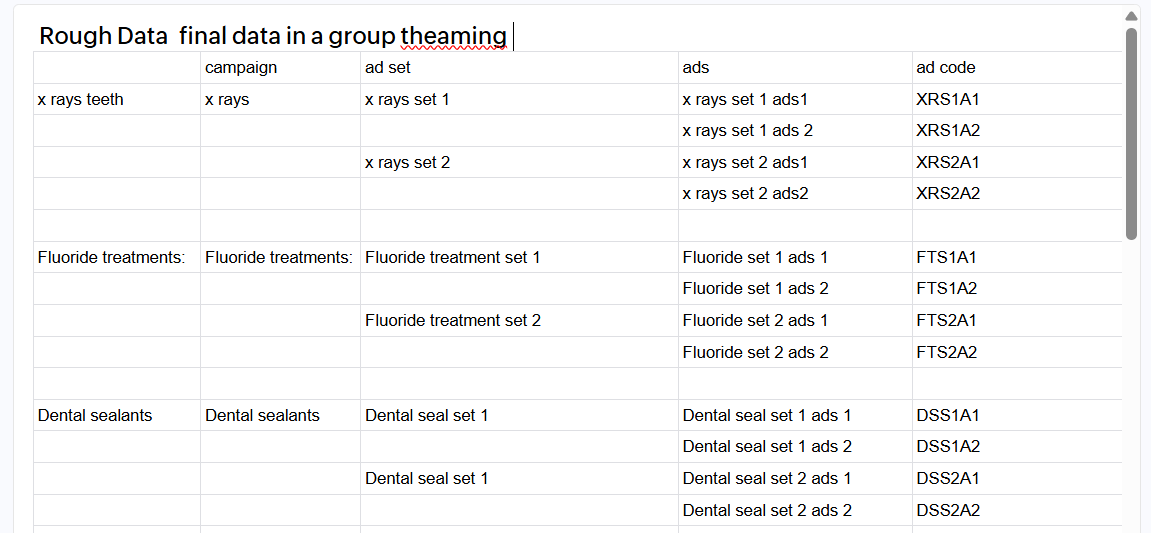 Rough Data  final data in a group theaming
campaign ad set ads ad code
x rays teeth x rays x rays set 1 x rays set 1 ads1 XRS1A1
x rays set 1 ads 2 XRS1A2
x rays set 2 x rays set 2 ads1 XRS2A1
x rays set 2 ads2 XRS2A2
Fluoride treatments: Fluoride treatments: Fluoride treatment set 1 Fluoride set 1 ads 1 FTS1A1
Fluoride set 1 ads 2 FTS1A2
Fluoride treatment set 2 Fluoride set 2 ads 1 FTS2A1
Fluoride set 2 ads 2 FTS2A2
Dental sealants Dental sealants Dental seal set 1 Dental seal set 1 ads 1 DSS1A1
Dental seal set 1 ads 2 DSS1A2
Dental seal set 1 Dental seal set 2 ads 1 DSS2A1
Dental seal set 2 ads 2 DSS2A2